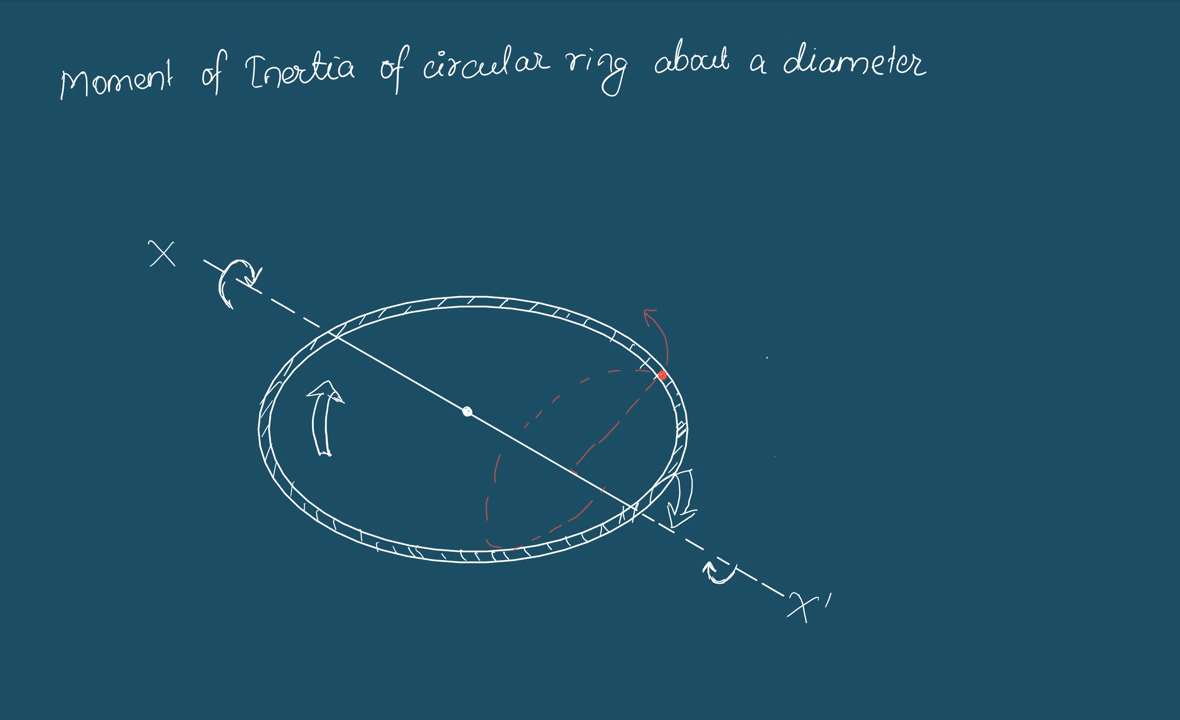 Moment of Inertia of circular ring about a diameter
X
X'